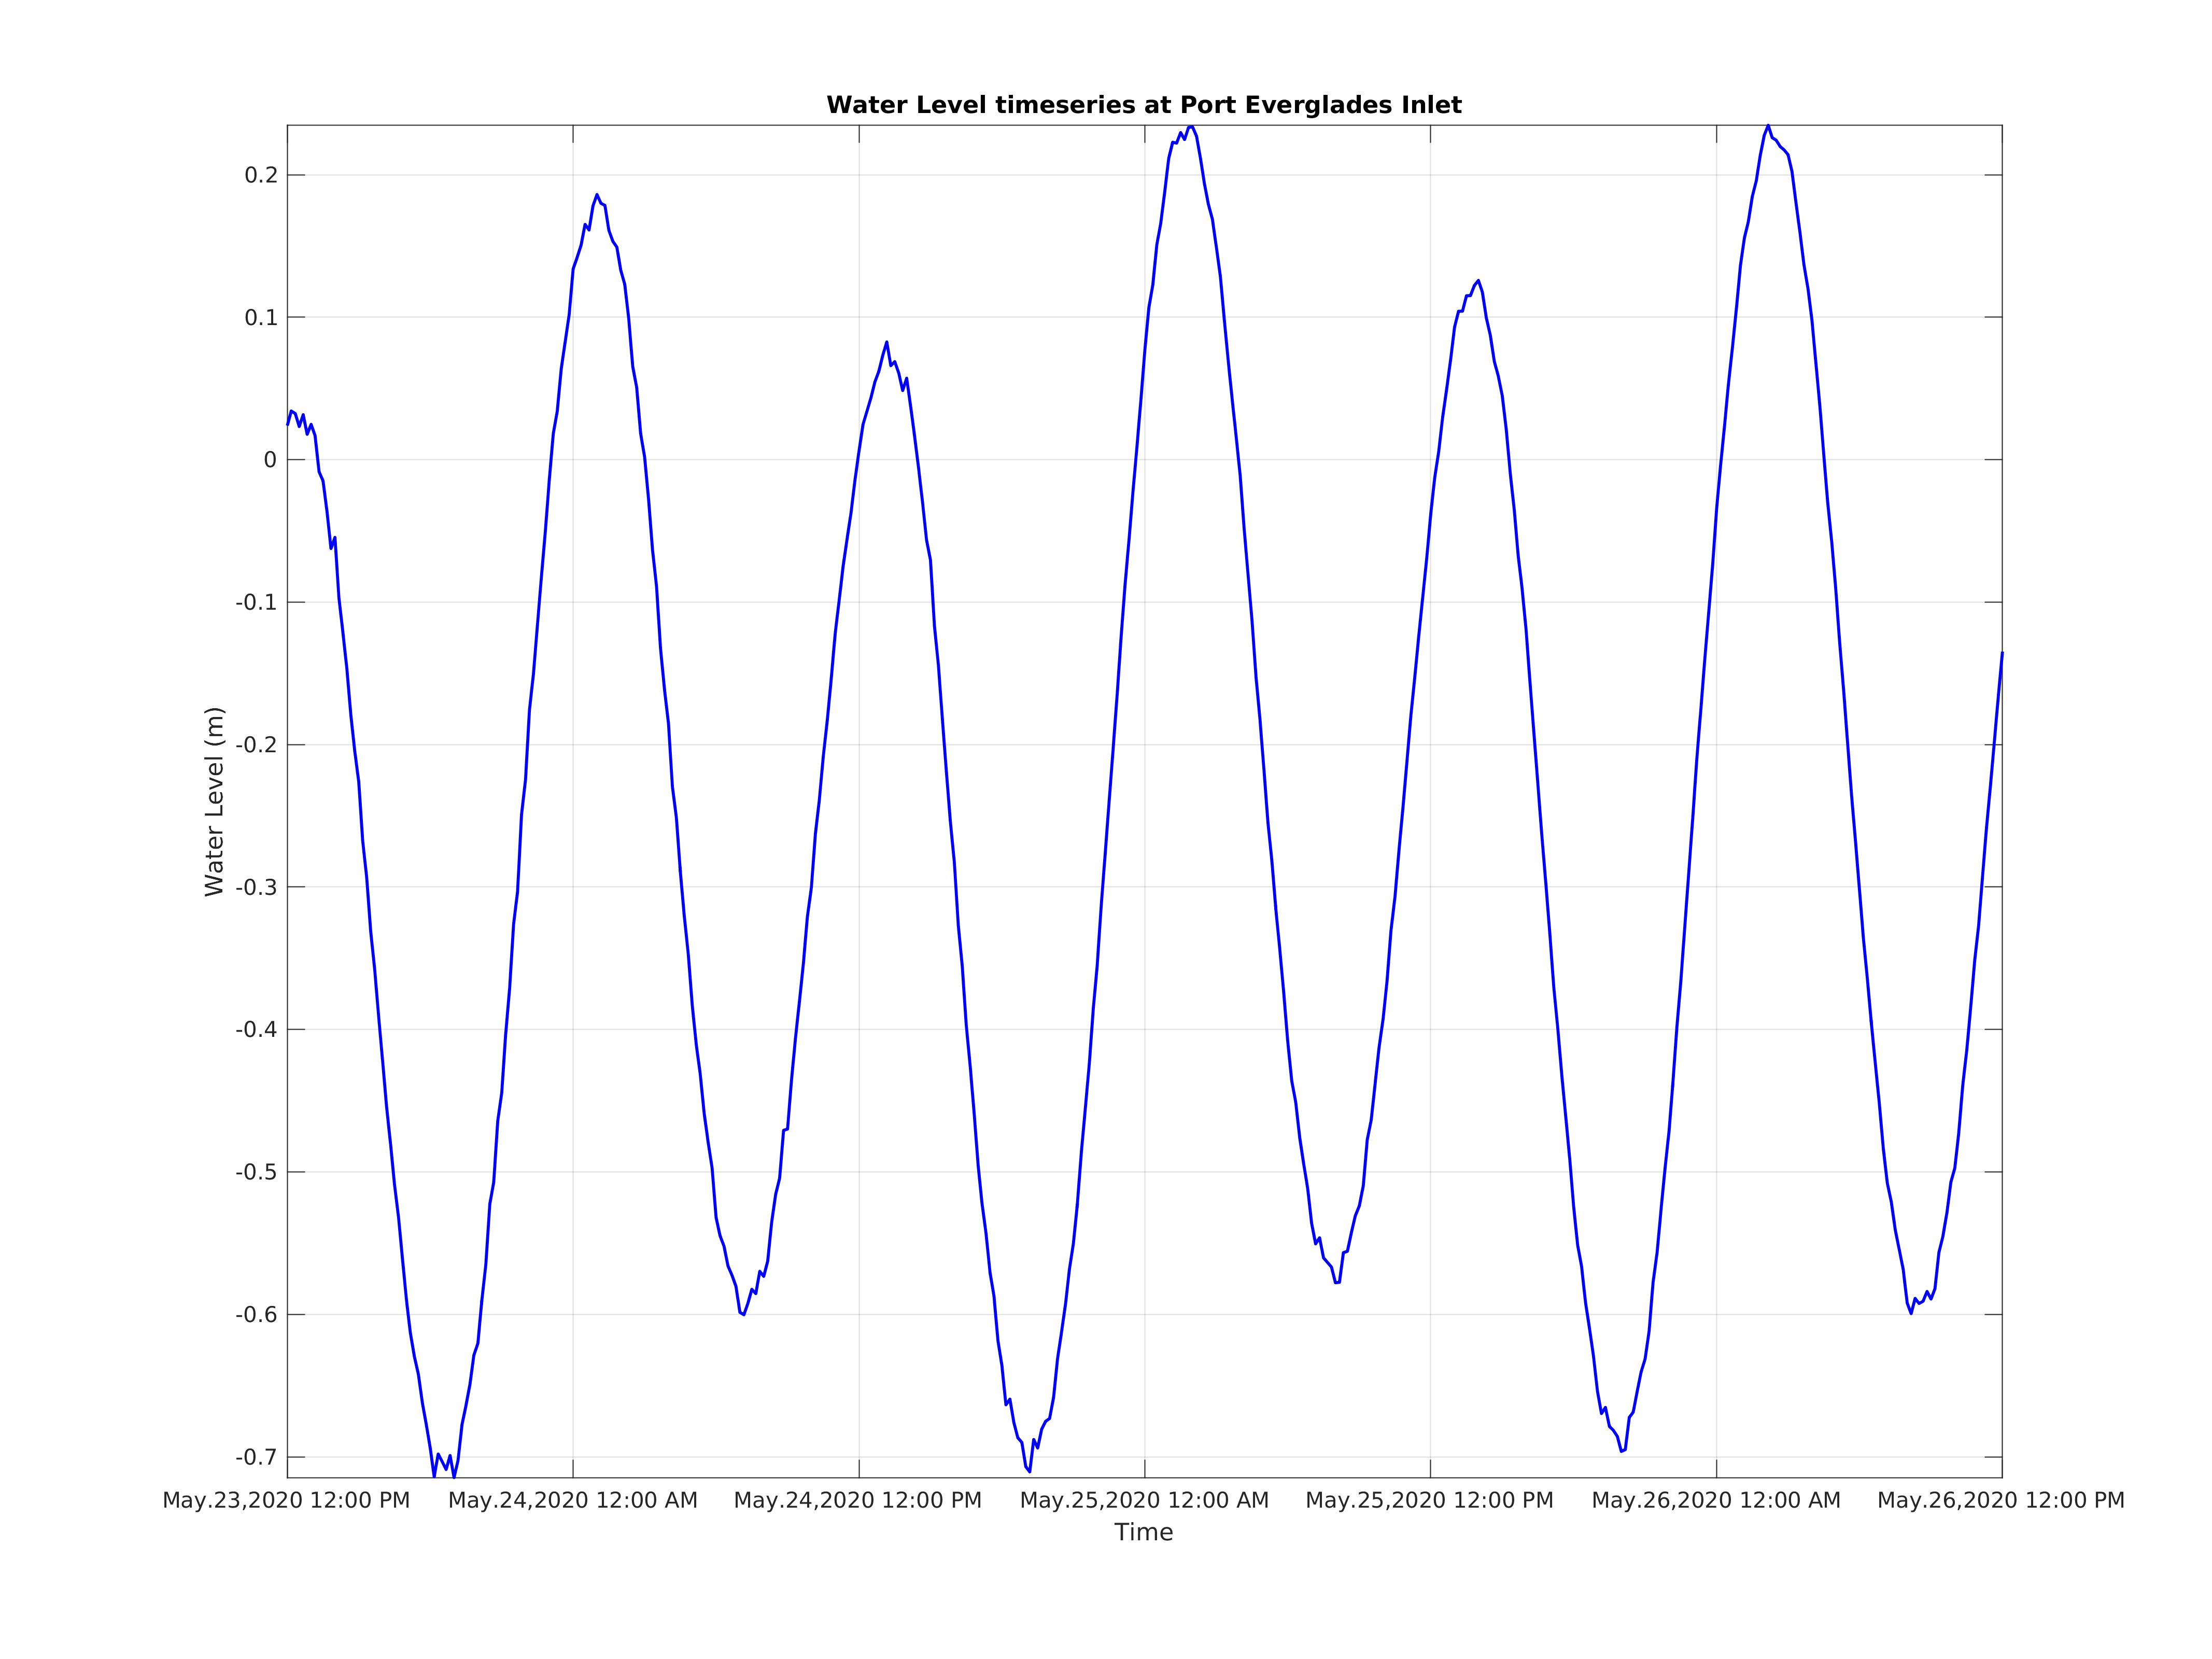 Water Level timeseries at Port Everglades Inlet
0.2
0.1
0
-0.1
-0.2
-0.3
-0.4
-0.5
-0.6
-0.7
Water Level (m)
May.23,2020 12:00 PM May.24,2020 12:00 AM May.24,2020 12:00 PM May.25,2020 12:00 AM May.25,2020 12:00 PM May.26,2020 12:00 AM May.26,2020 12:00 PM
Time